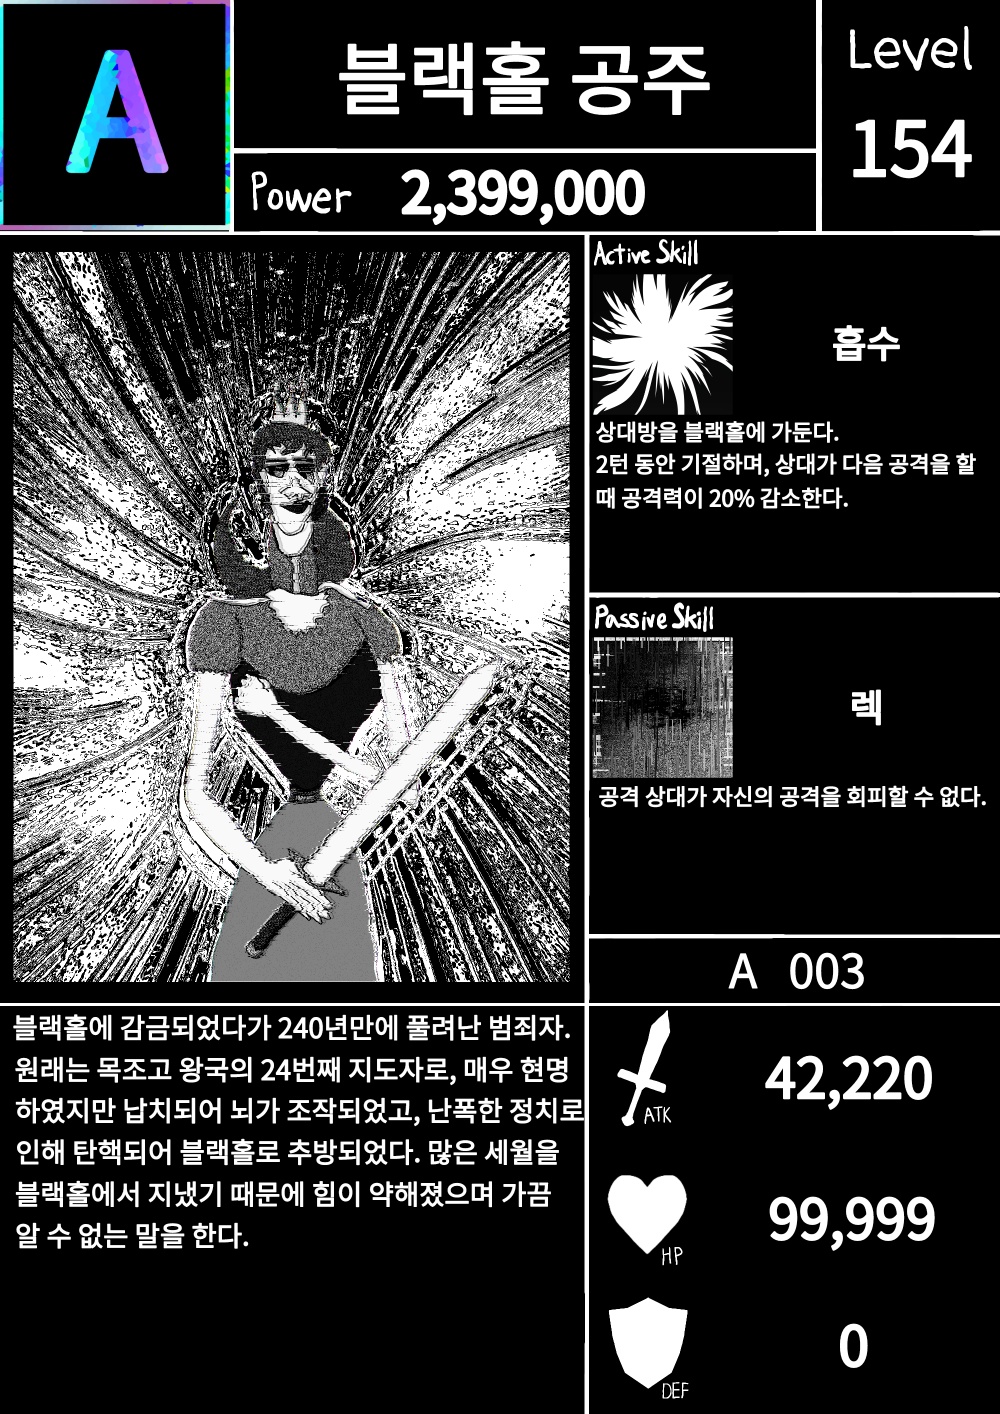 A
블랙홀 공주
Level
154
Power 2,399,000
Active Skill
흡수
상대방을 블랙홀에 가둔다.
2턴 동안 기절하며, 상대가 다음 공격을 할
때 공격력이 20% 감소한다.
Passive Skill
렉
공격 상대가 자신의 공격을 회피할 수 없다.
A 003
블랙홀에 감금되었다가 240년만에 풀려난 범죄자.
원래는 목조고 왕국의 24번째 지도자로, 매우 현명
하였지만 납치되어 뇌가 조작되었고, 난폭한 정치로
인해 탄핵되어 블랙홀로 추방되었다. 많은 세월을
블랙홀에서 지냈기 때문에 힘이 약해졌으며 가끔
알 수 없는 말을 한다.
ATK 42,220
HP 99,999
DEF 0